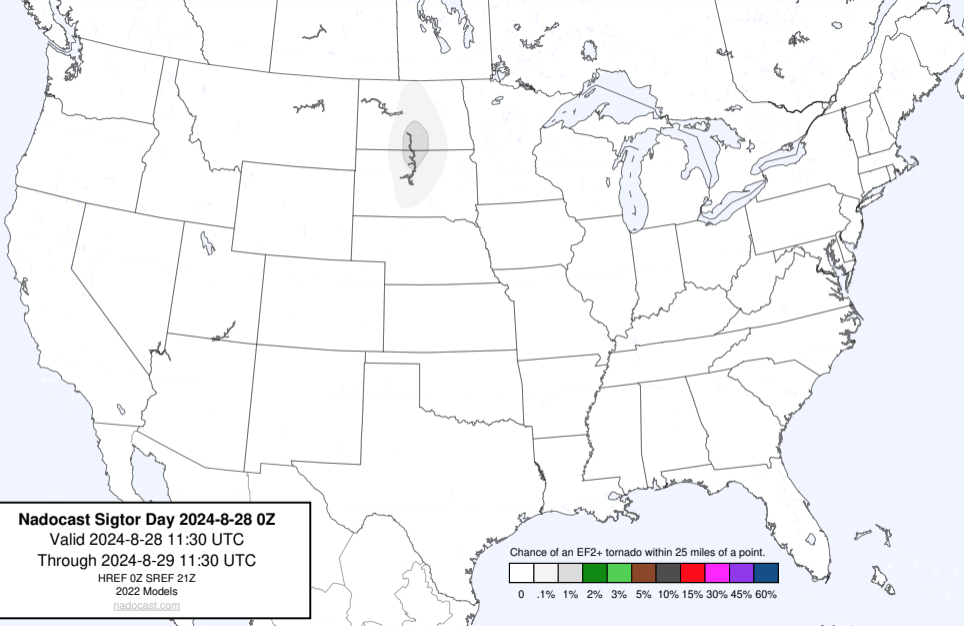 Nadocast Sigtor Day 2024-8-28 0Z
Valid 2024-8-28 11:30 UTC
Through 2024-8-29 11:30 UTC
HREF 0Z SREF 21Z
2022 Models
nadocast.com
Chance of an EF2+ tornado within 25 miles of a point.
0 .1% 1% 2% 3% 5% 10% 15% 30% 45% 60%